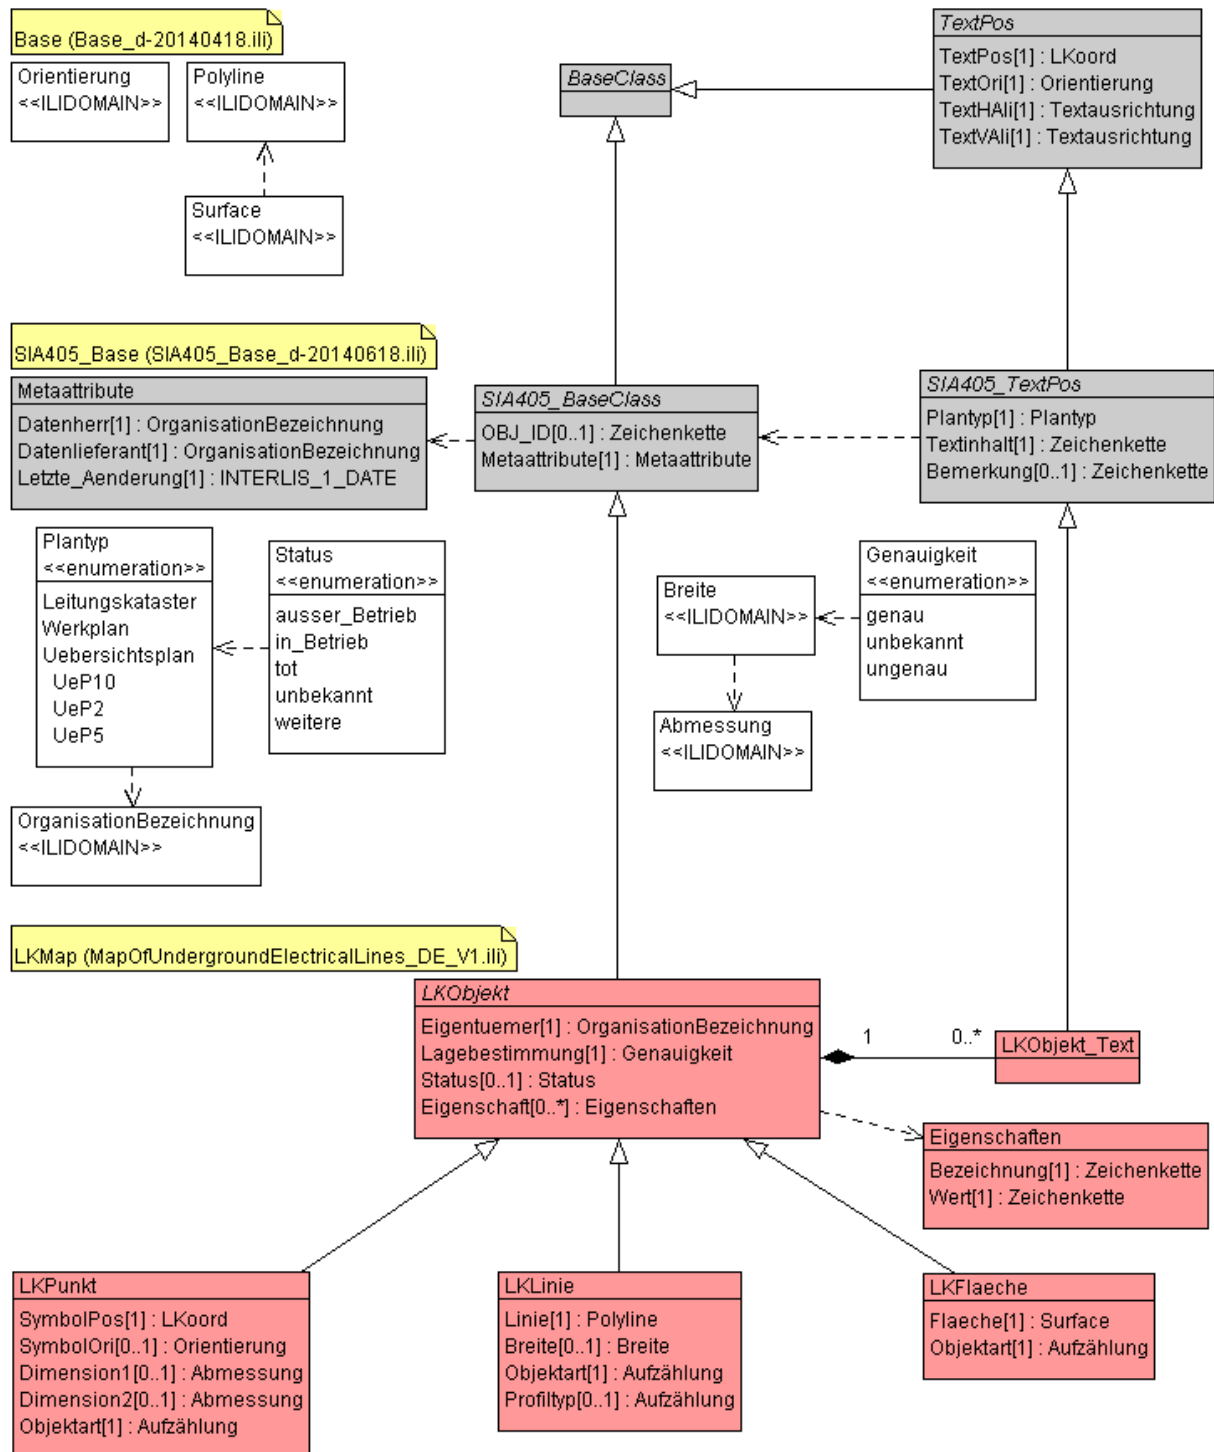 Base (Base_d-20140418.ili)
Orientierung
<<ILIDOMAIN>>
Polyline
<<ILIDOMAIN>>
Surface
<<ILIDOMAIN>>
BaseClass
TextPos
TextPos[1] : LKoord
TextOri[1] : Orientierung
TextHAli[1] : Textausrichtung
TextVAli[1] : Textausrichtung
SIA405_Base (SIA405_Base_d-20140618.ili)
Metaattribute
Datenherr[1] : OrganisationBezeichnung
Datenlieferant[1] : OrganisationBezeichnung
Letzte_Aenderung[1] : INTERLIS_1_DATE
SIA405_BaseClass
OBJ_ID[0..1] : Zeichenkette
Metaattribute[1] : Metaattribute
SIA405_TextPos
Plantyp[1] : Plantyp
Textinhalt[1] : Zeichenkette
Bemerkung[0..1] : Zeichenkette
Plantyp
<<enumeration>>
Leitungskataster
Werkplan
Uebersichtsplan
UeP10
UeP2
UeP5
Status
<<enumeration>>
ausser_Betrieb
in_Betrieb
tot
unbekannt
weitere
Breite
<<ILIDOMAIN>>
Genauigkeit
<<enumeration>>
genau
unbekannt
ungenau
Abmessung
<<ILIDOMAIN>>
OrganisationBezeichnung
<<ILIDOMAIN>>
LKMap (MapOfUndergroundElectricalLines_DE_V1.ili)
LKObjekt
Eigentuemer[1] : OrganisationBezeichnung
Lagebestimmung[1] : Genauigkeit
Status[0..1] : Status
Eigenschaft[0..*] : Eigenschaften
1
0..*
LKObjekt_Text
Eigenschaften
Bezeichnung[1] : Zeichenkette
Wert[1] : Zeichenkette
LKPunkt
SymbolPos[1] : LKoord
SymbolOri[0..1] : Orientierung
Dimension1[0..1] : Abmessung
Dimension2[0..1] : Abmessung
Objektart[1] : Aufzählung
LKLinie
Linie[1] : Polyline
Breite[0..1] : Breite
Objektart[1] : Aufzählung
Profiltyp[0..1] : Aufzählung
LKFlaeche
Flaeche[1] : Surface
Objektart[1] : Aufzählung